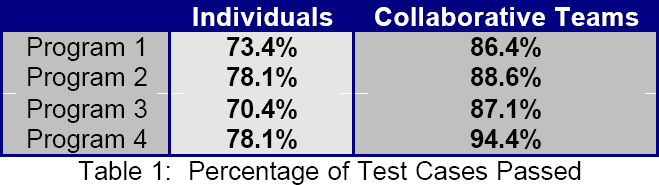 Individuals Collaborative Teams
Program 1 73.4% 86.4%
Program 2 78.1% 88.6%
Program 3 70.4% 87.1%
Program 4 78.1% 94.4%
Table 1: Percentage of Test Cases Passed